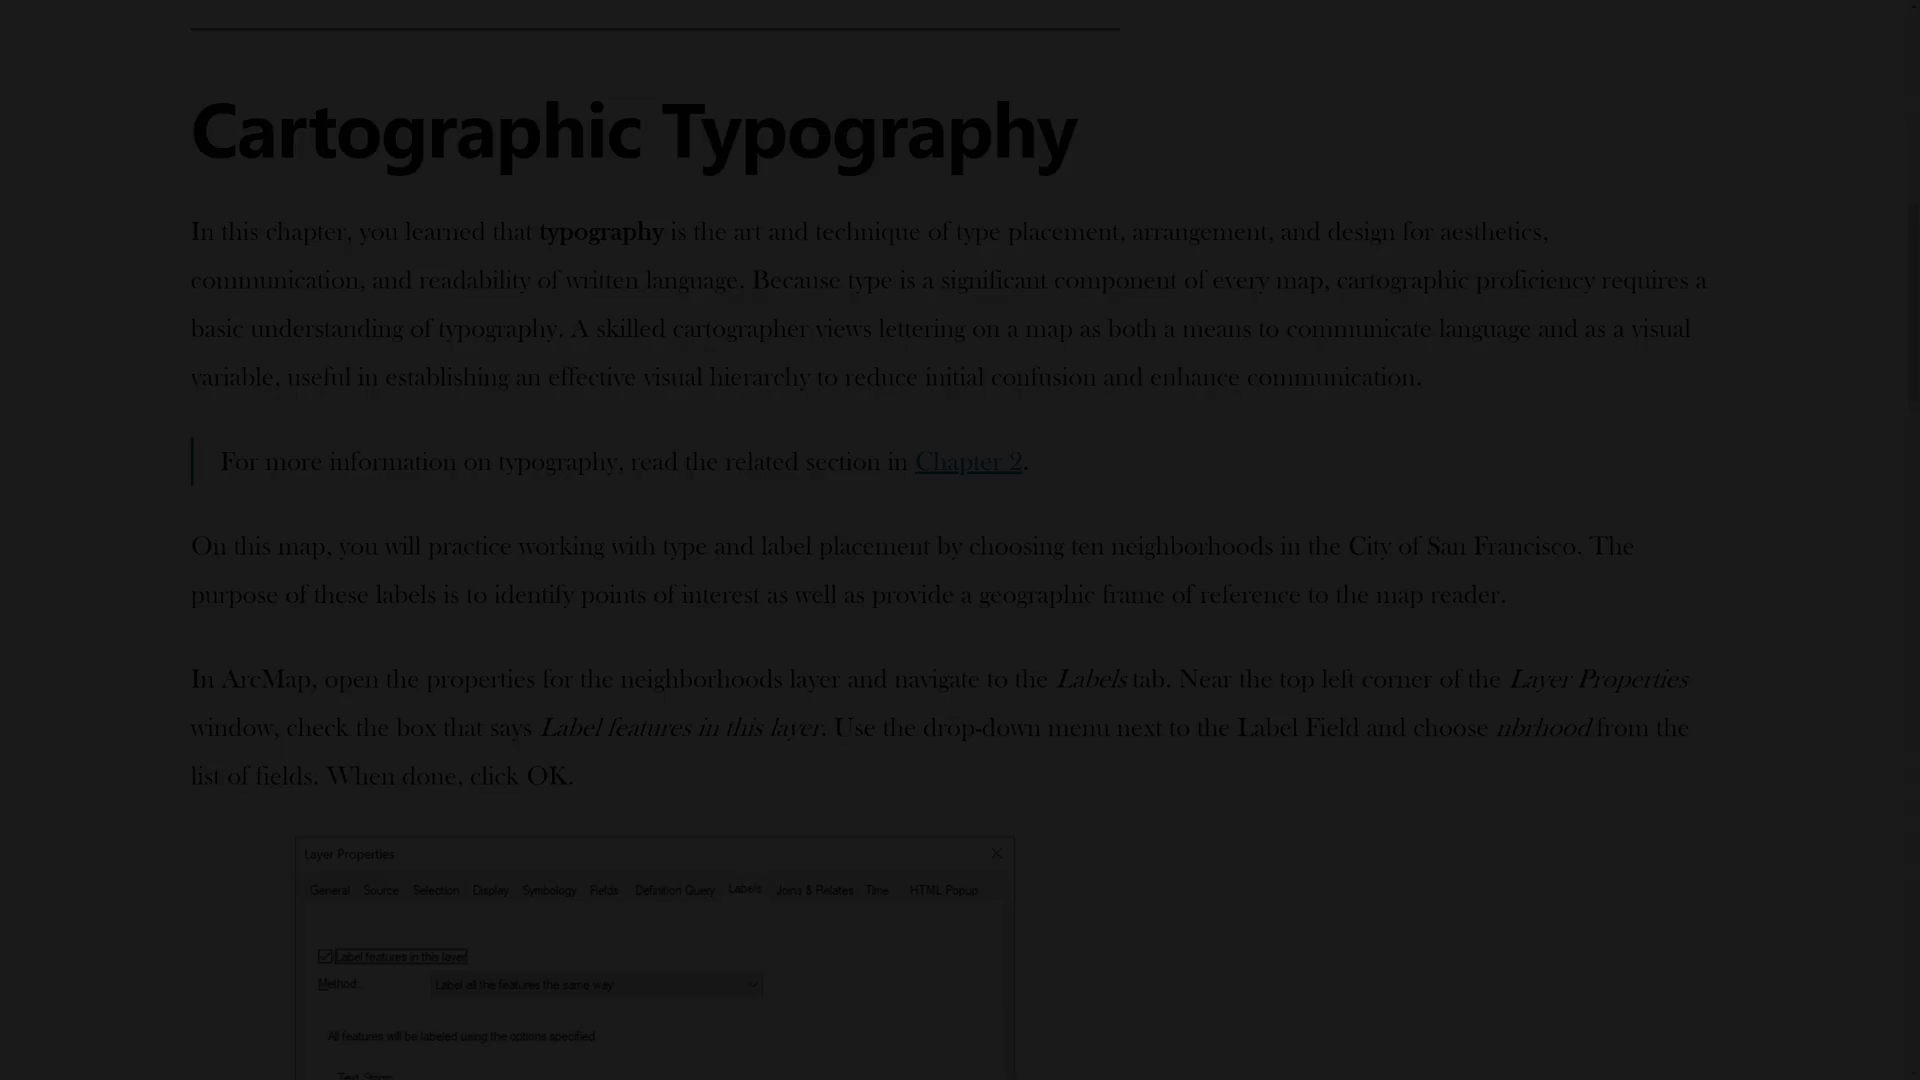 Cartographic Typography
In this chapter, you learned that typography is the art and technique of type placement, arrangement, and design for aesthetics,
communication, and readability of written language. Because type is a significant component of every map, cartographic proficiency requires a
basic understanding of typography. A skilled cartographer views lettering on a map as both a means to communicate language and as a visual
variable, useful in establishing an effective visual hierarchy to reduce initial confusion and enhance communication.
For more information on typography, read the related section in Chapter 2.
On this map, you will practice working with type and label placement by choosing ten neighborhoods in the City of San Francisco. The
purpose of these labels is to identify points of interest as well as provide a geographic frame of reference to the map reader.
In ArcMap, open the properties for the neighborhoods layer and navigate to the Labels tab. Near the top left corner of the Layer Properties
window, check the box that says Label features in this layer. Use the drop-down menu next to the Label Field and choose nbrhood from the
list of fields. When done, click OK.
Layer Properties
General Source Selection Display Symbology Fields Definition Query Labels Joins & Relates Time HTML Popup
Label features in this layer
Method: Label all the features the same way.
All features will be labeled using the options specified.
Text String